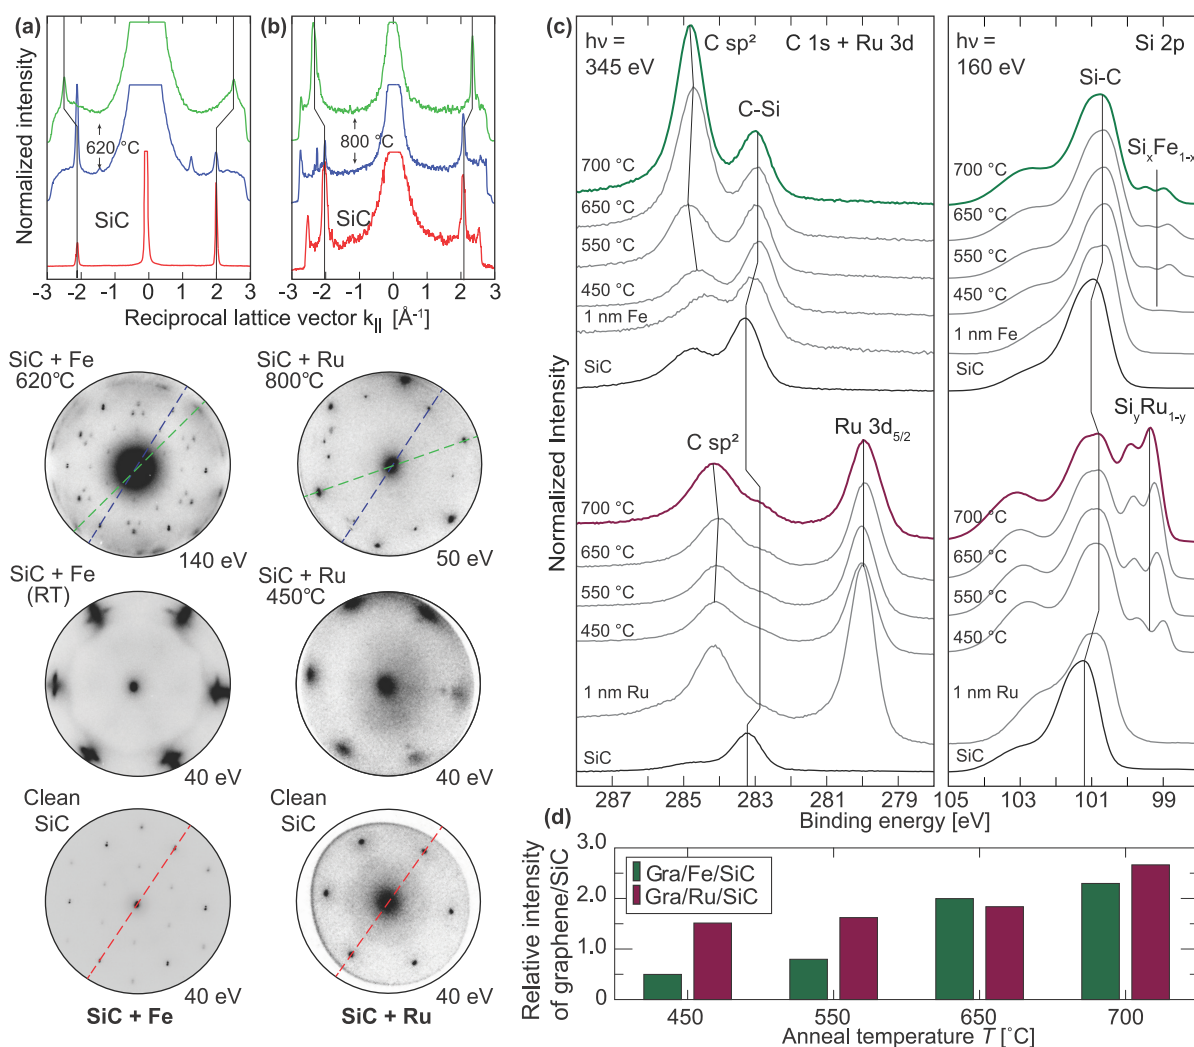 (a)
(b)
Normalized intensity
620 °C
800 °C
SiC
SiC
-3 -2 -1 0 1 2 3
-3 -2 -1 0 1 2 3
Reciprocal lattice vector k|| [Å⁻¹]
SiC + Fe
620°C
140 eV
SiC + Ru
800°C
50 eV
SiC + Fe
(RT)
40 eV
SiC + Ru
450°C
40 eV
Clean
SiC
40 eV
Clean
SiC
40 eV
SiC + Fe
SiC + Ru
(c)
hν =
345 eV
C sp²
C 1s + Ru 3d
C-Si
700 °C
650 °C
550 °C
450 °C
1 nm Fe
SiC
Normalized Intensity
C sp²
Ru 3d₅/₂
700 °C
650 °C
550 °C
450 °C
1 nm Ru
SiC
287 285 283 281 279
hν =
160 eV
Si 2p
Si-C
SiₓFe₁₋ₓ
700 °C
650 °C
550 °C
450 °C
1 nm Fe
SiC
Si_yRu_1-y
700 °C
650 °C
550 °C
450 °C
1 nm Ru
SiC
105 103 101 99
Binding energy [eV]
(d)
Relative intensity
of graphene/SiC
3.0
2.0
1.0
0
Gra/Fe/SiC
Gra/Ru/SiC
450 550 650 700
Anneal temperature T [°C]